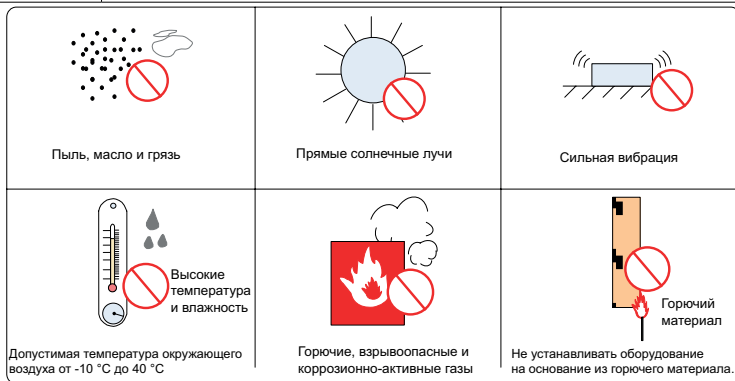 Пыль, масло и грязь
Прямые солнечные лучи
Сильная вибрация
Высокие
температура
и влажность
Допустимая температура окружающего
воздуха от -10 °C до 40 °C
Горючие, взрывоопасные и
коррозионно-активные газы
Горючий
материал
Не устанавливать оборудование
на основание из горючего материала.